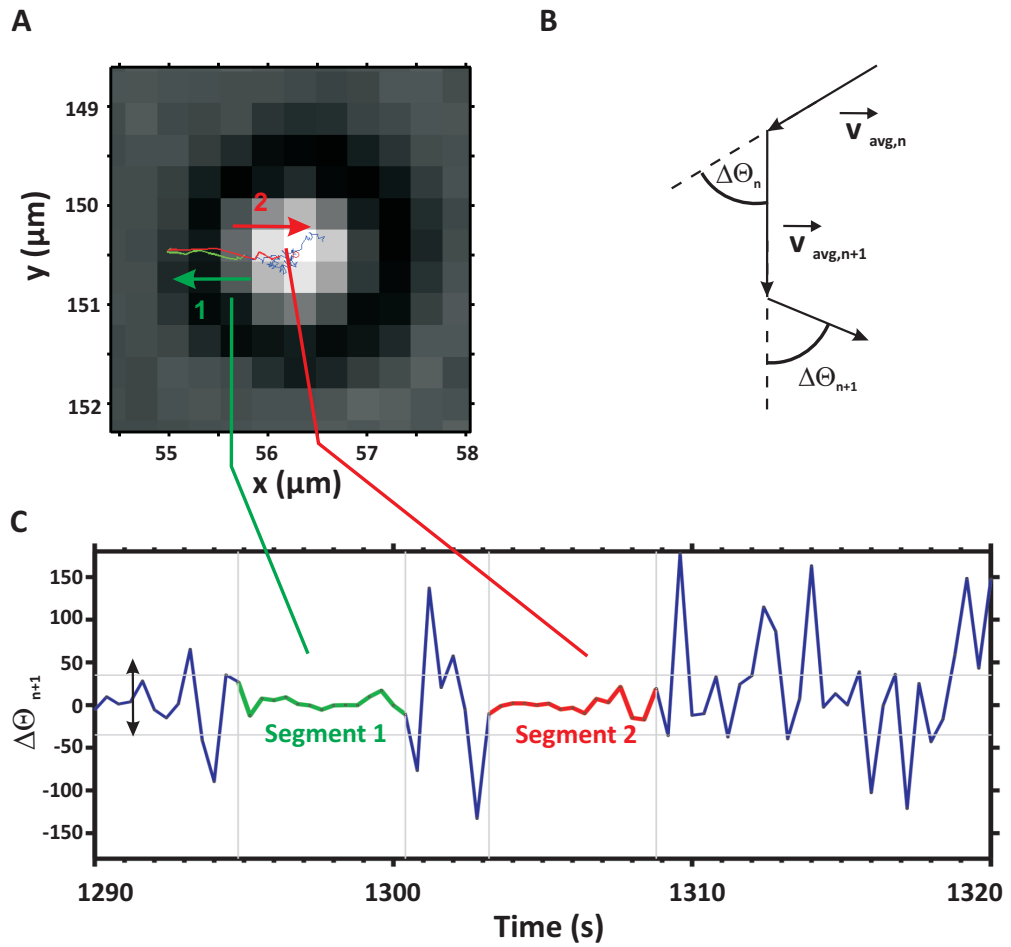 A
B
149
150
151
152
y (µm)
2
1
55
56
57
58
x (µm)
v avg,n
ΔΘn
v avg,n+1
ΔΘn+1
C
150
100
50
0
-50
-100
-150
ΔΘ n+1
Segment 1
Segment 2
1290
1300
1310
1320
Time (s)